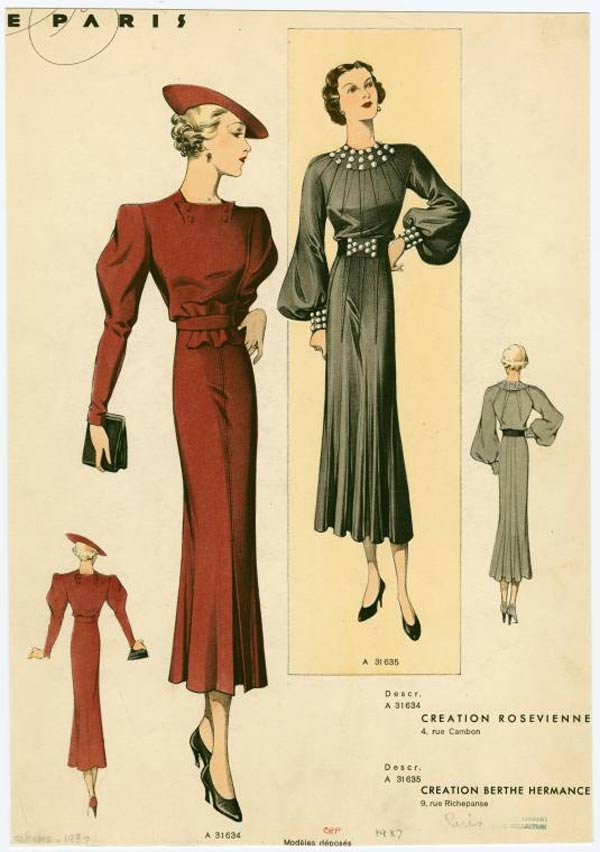 E PARIS
A 31635
Descr.
A 31634
CREATION ROSEVIENNE
4, rue Cambon
Descr.
A 31635
CREATION BERTHE HERMANCE
9, rue Richepanse
Paris
A 31634
1937
Modèles déposés